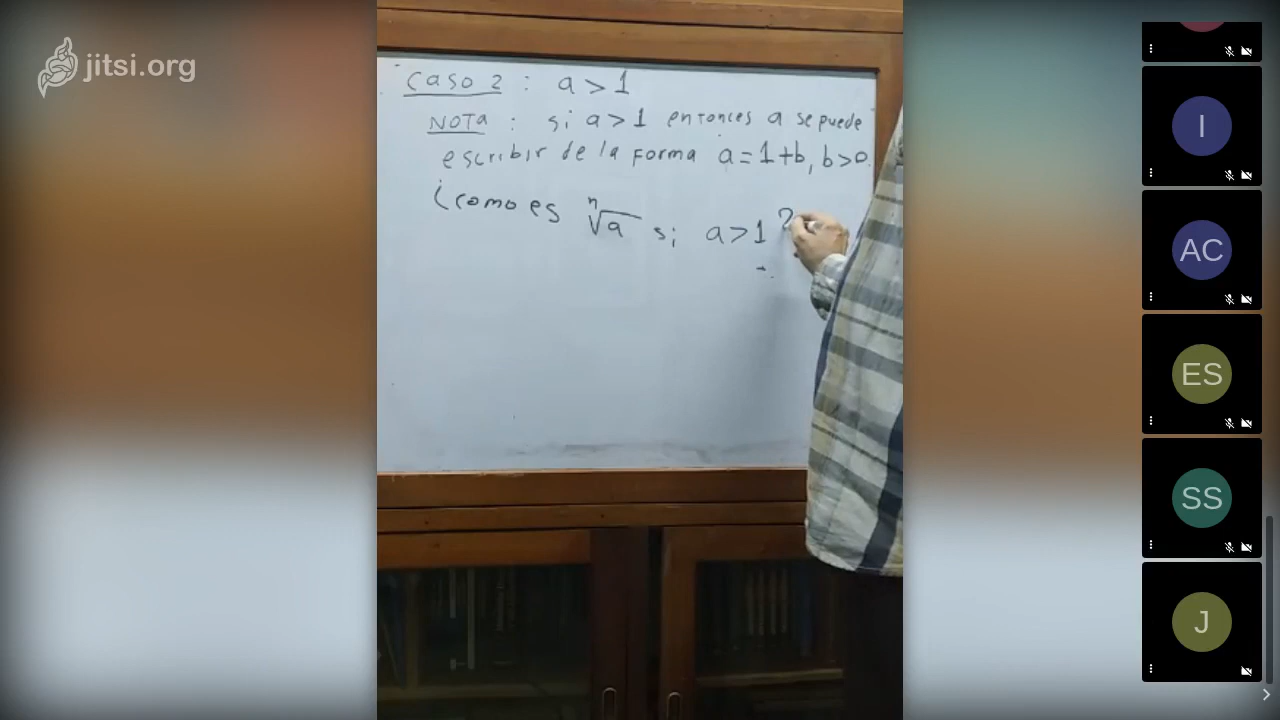 jitsi.org
Caso 2 : a > 1
NOTA : si a > 1 entonces a se puede
escribir de la forma a = 1 + b, b > 0.
¿como es ⁿ√a si a > 1 ?
I
AC
ES
SS
J